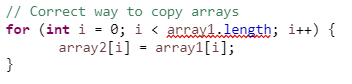 // Correct way to copy arrays
for (int i = 0; i < array1.length; i++) {
        array2[i] = array1[i];
}